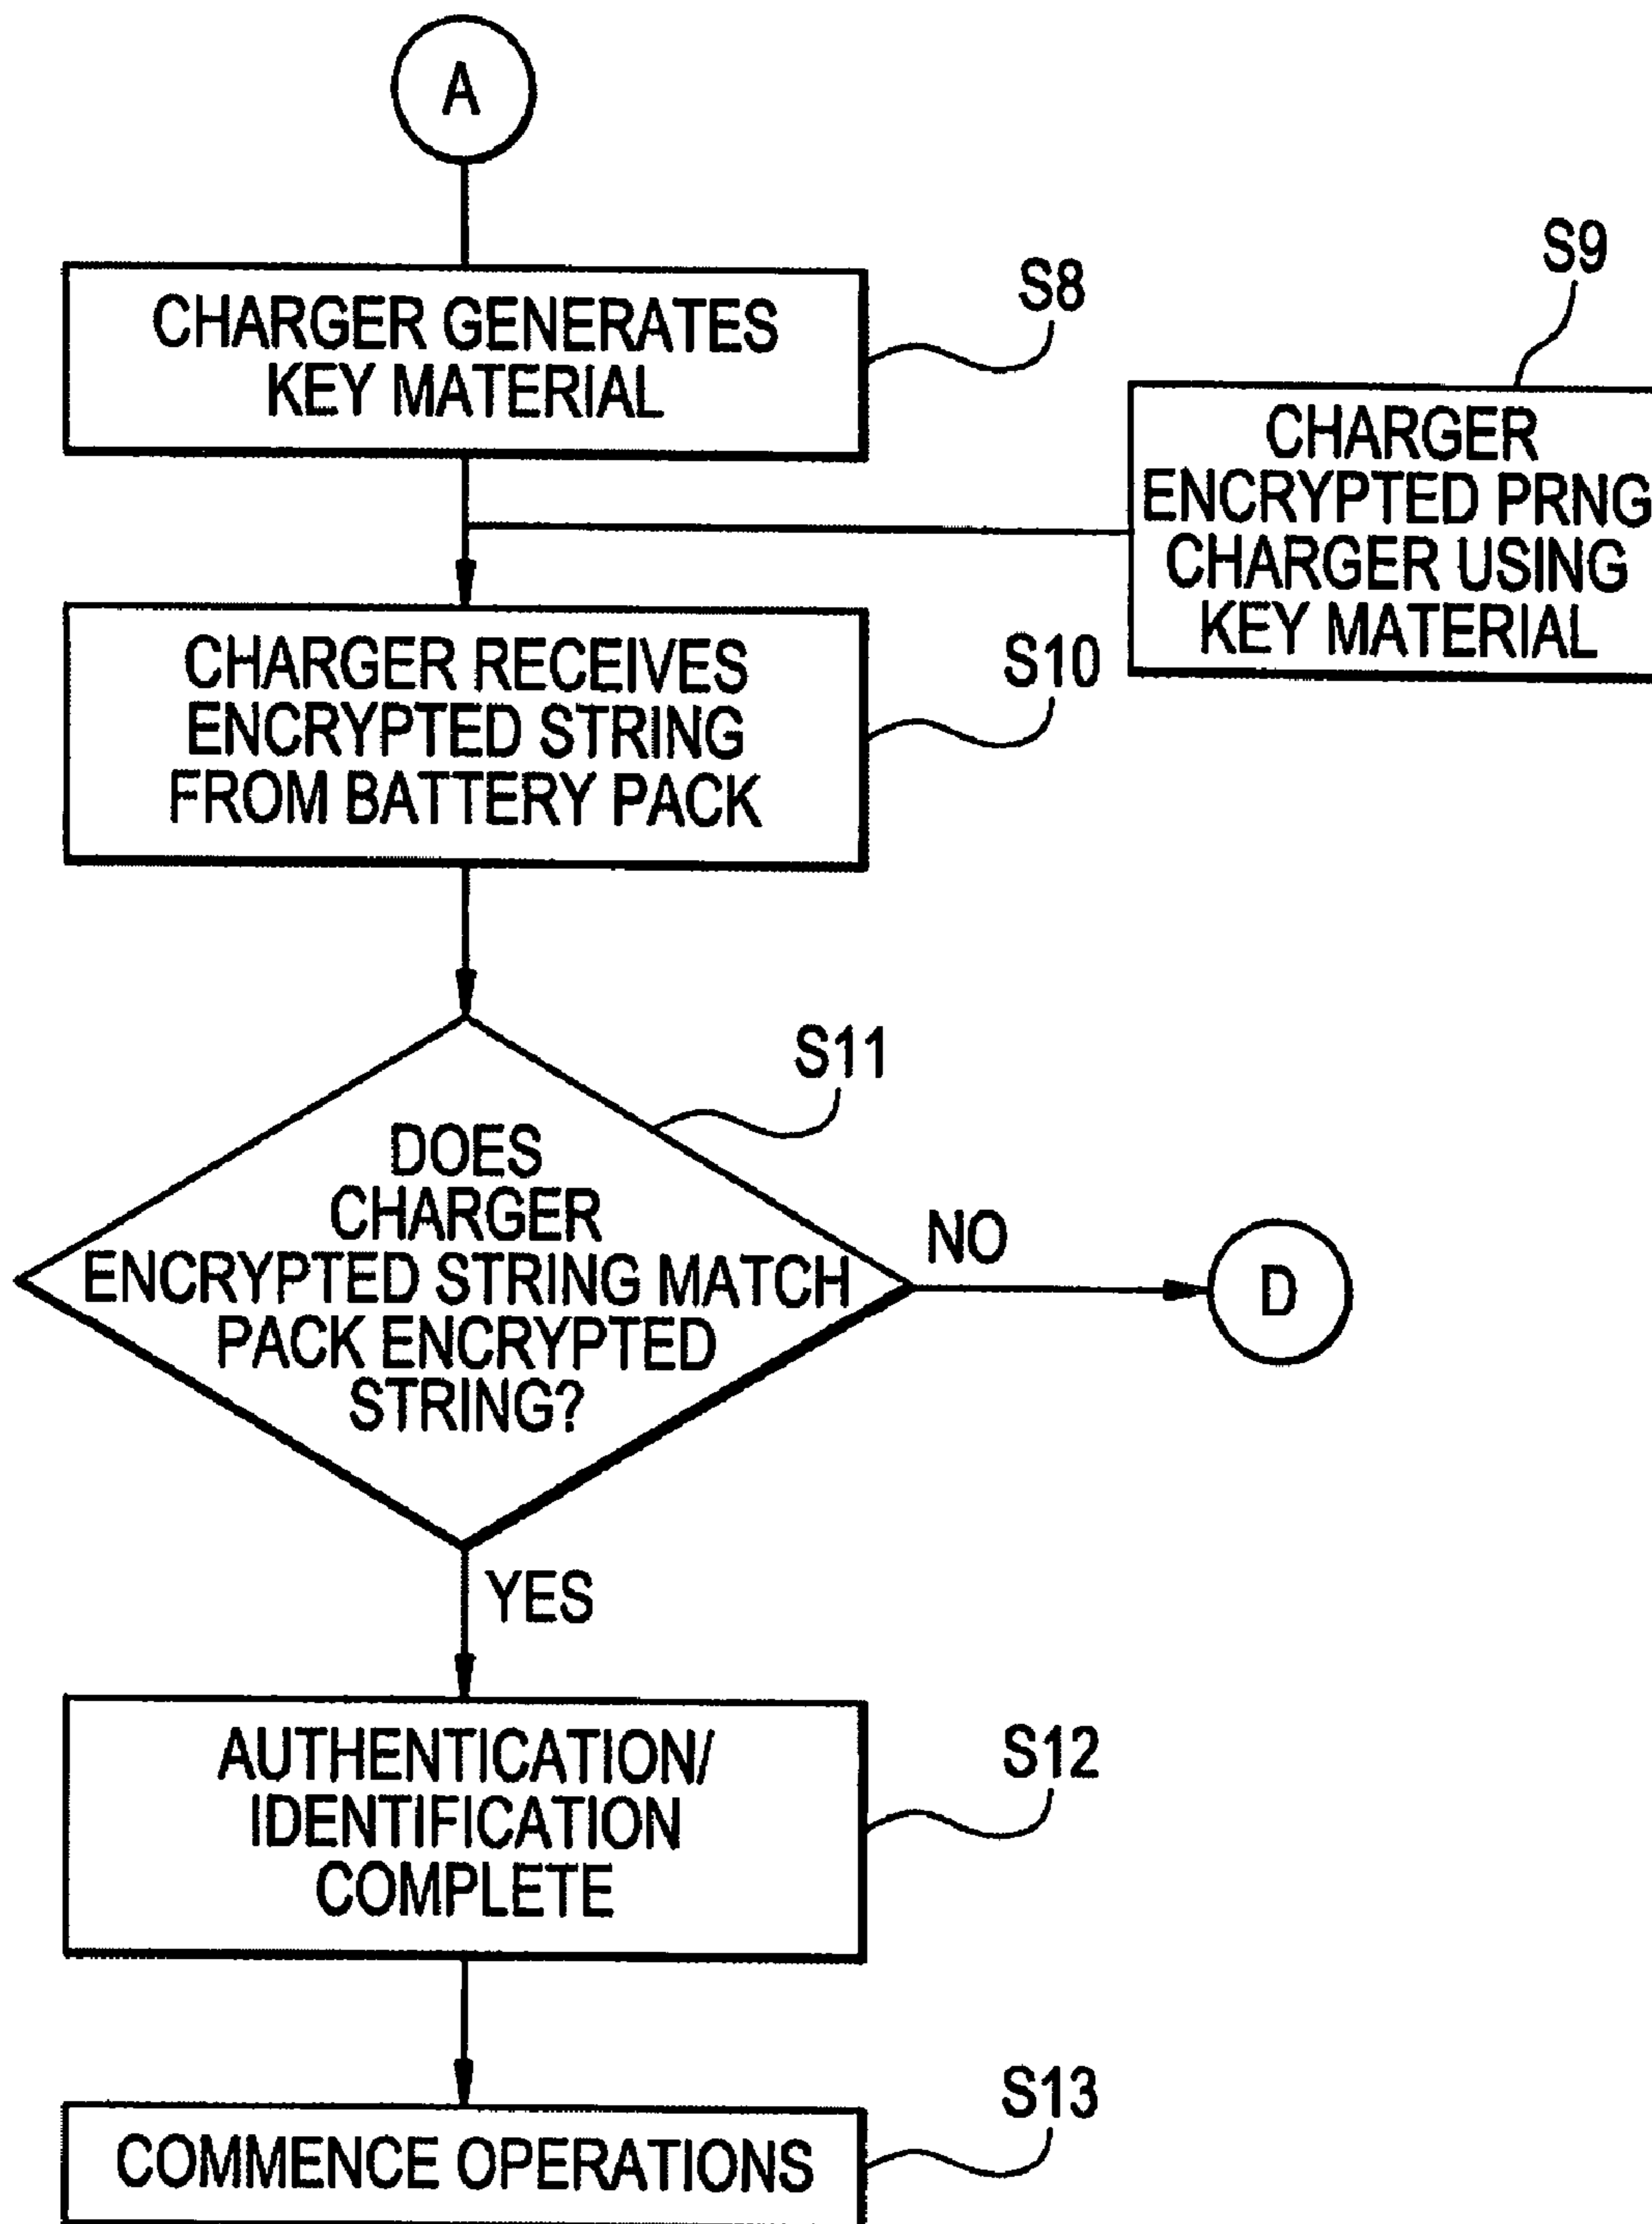 A
CHARGER GENERATES
KEY MATERIAL
S8
S9
CHARGER
ENCRYPTED PRNG
CHARGER USING
KEY MATERIAL
CHARGER RECEIVES
ENCRYPTED STRING
FROM BATTERY PACK
S10
S11
DOES
CHARGER
ENCRYPTED STRING MATCH
PACK ENCRYPTED
STRING?
NO
D
YES
AUTHENTICATION/
IDENTIFICATION
COMPLETE
S12
S13
COMMENCE OPERATIONS